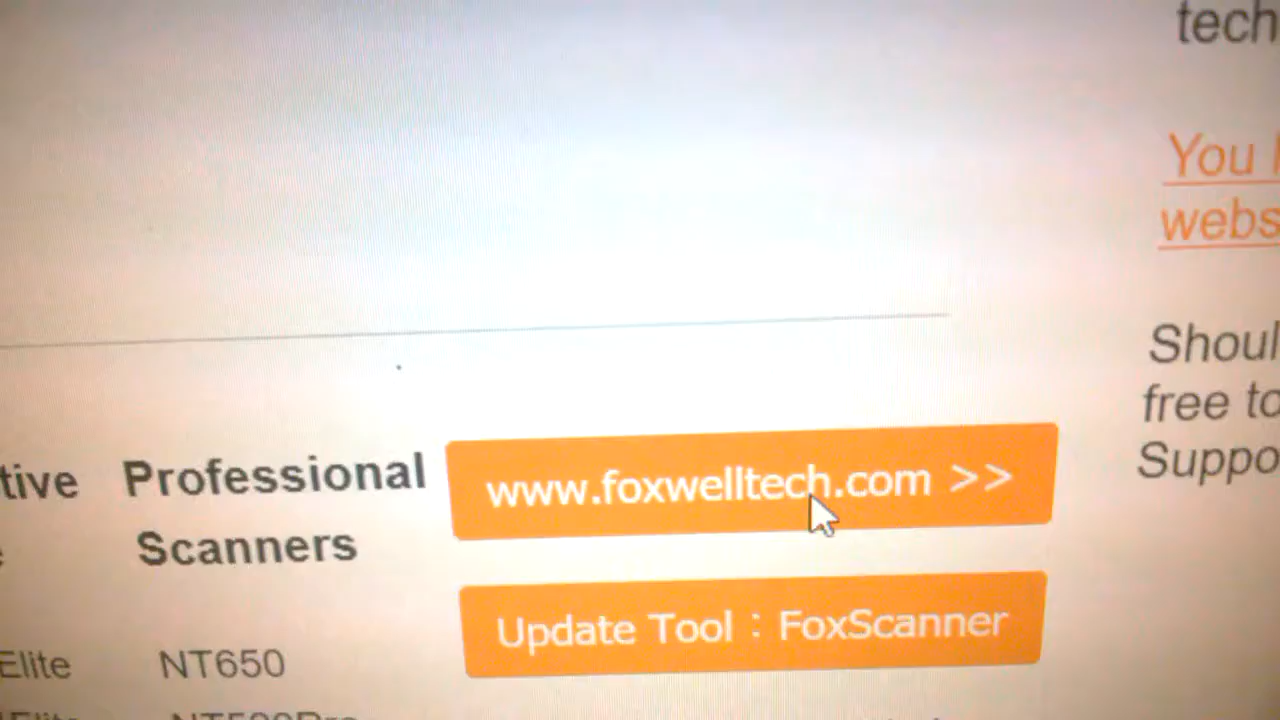 tech
You
webs
Shoul
free to
Suppo
tive Professional
Scanners
www.foxwelltech.com >>
Update Tool : FoxScanner
Elite NT650